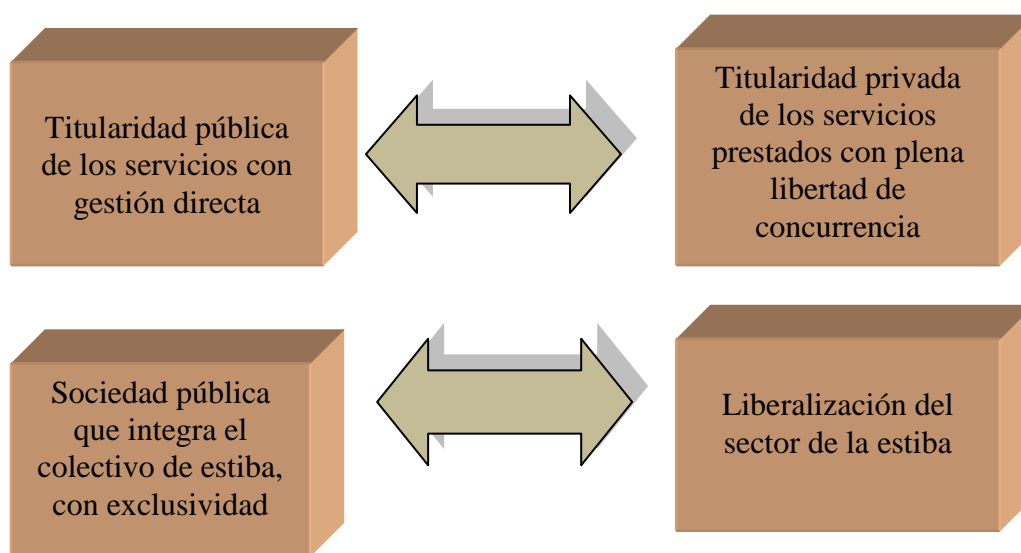 Titularidad pública
de los servicios con
gestión directa
Titularidad privada
de los servicios
prestados con plena
libertad de
concurrencia
Sociedad pública
que integra el
colectivo de estiba,
con exclusividad
Liberalización del
sector de la estiba